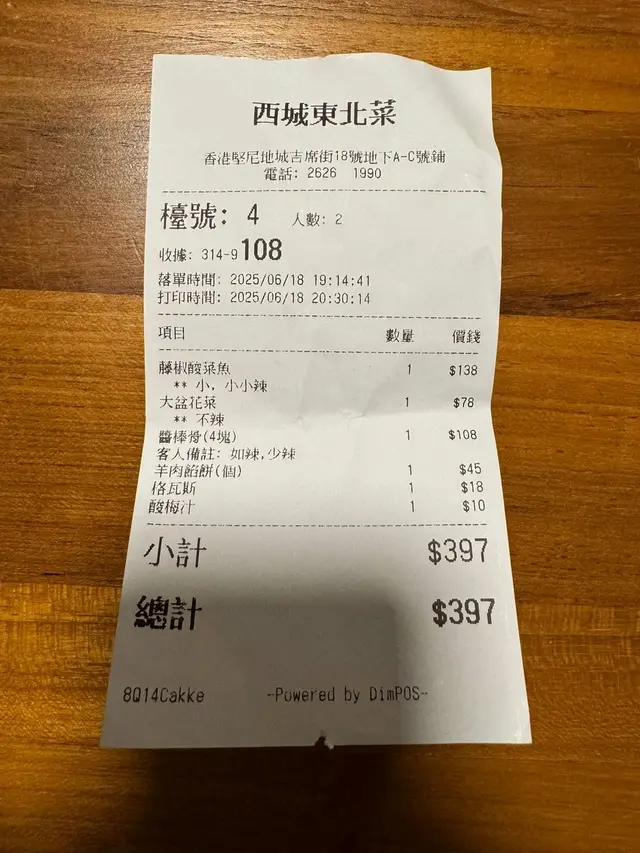 西城東北菜
香港堅尼地城吉席街18號地下A-C號鋪
電話: 2626 1990
檯號: 4 人數: 2
收據: 314-9108
落單時間: 2025/06/18 19:14:41
打印時間: 2025/06/18 20:30:14
項目 數量 價錢
藤椒酸菜魚 1 $138
** 小, 小小辣
大盆花菜 1 $78
** 不辣
醬棒骨(4塊) 1 $108
客人備註: 如辣,少辣
羊肉餡餅(個) 1 $45
格瓦斯 1 $18
酸梅汁 1 $10
小計 $397
總計 $397
8Q14Cakke -Powered by DimPOS-